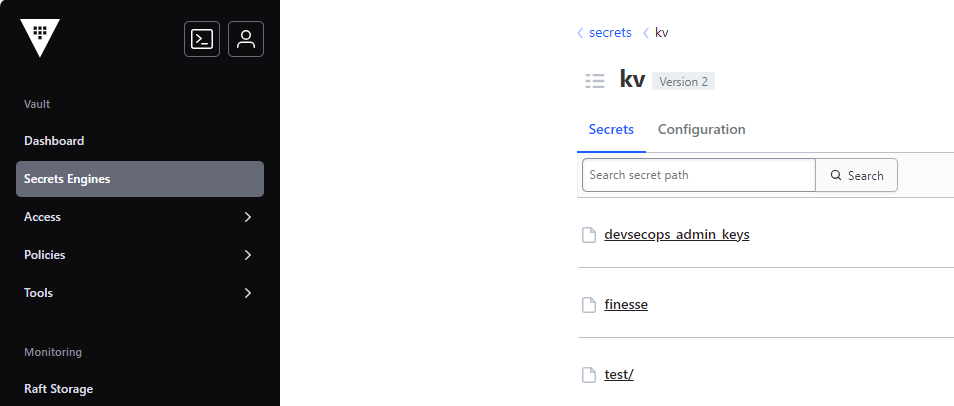 Vault
Dashboard
Secrets Engines
Access
Policies
Tools
Monitoring
Raft Storage
secrets
kv
kv Version 2
Secrets Configuration
Search secret path Search
devsecops_admin_keys
finesse
test/